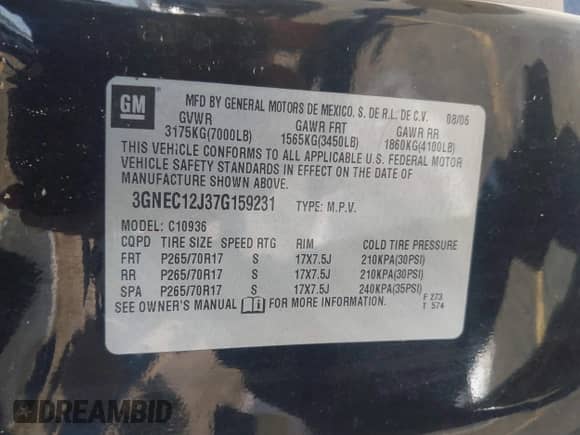 GM
MFD BY GENERAL MOTORS DE MEXICO, S. DE R.L. DE C.V. 08/06
GVWR GAWR FRT GAWR RR
3175KG(7000LB) 1565KG(3450LB) 1860KG(4100LB)
THIS VEHICLE CONFORMS TO ALL APPLICABLE U.S. FEDERAL MOTOR
VEHICLE SAFETY STANDARDS IN EFFECT ON THE DATE OF
MANUFACTURE SHOWN ABOVE.
3GNEC12J37G159231 TYPE: M.P.V.
MODEL: C10936
CQPD TIRE SIZE SPEED RTG RIM COLD TIRE PRESSURE
FRT P265/70R17 S 17X7.5J 210KPA(30PSI)
RR P265/70R17 S 17X7.5J 210KPA(30PSI)
SPA P265/70R17 S 17X7.5J 240KPA(35PSI)
SEE OWNER'S MANUAL FOR MORE INFORMATION.
F 273
T 574
DREAMBID